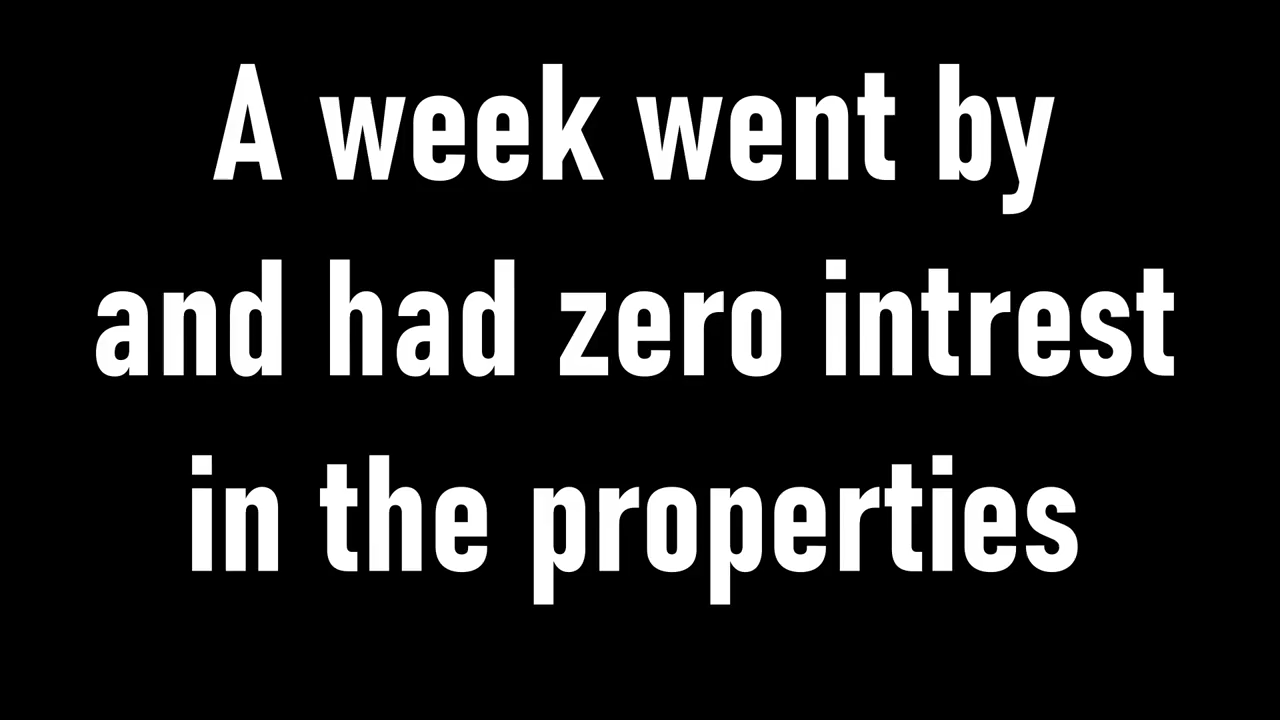 A week went by
and had zero intrest
in the properties